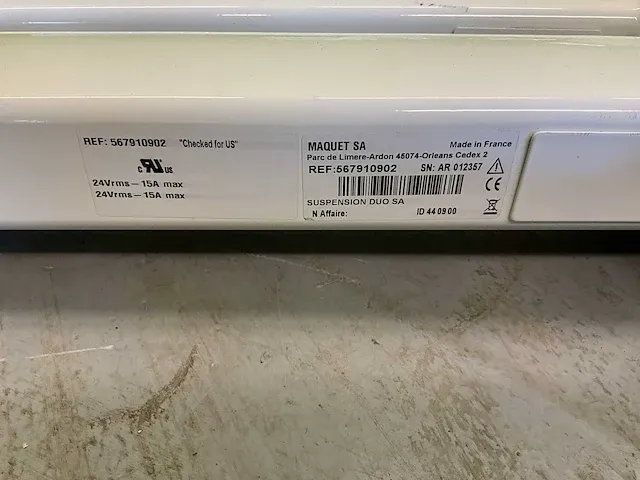 REF: 567910902 "Checked for US"
c RU US
24Vrms – 15A max
24Vrms – 15A max
MAQUET SA Made in France
Parc de Limere-Ardon 45074-Orleans Cedex 2
REF:567910902 SN: AR 012357
CE
SUSPENSION DUO SA
N Affaire: ID 44 09 00